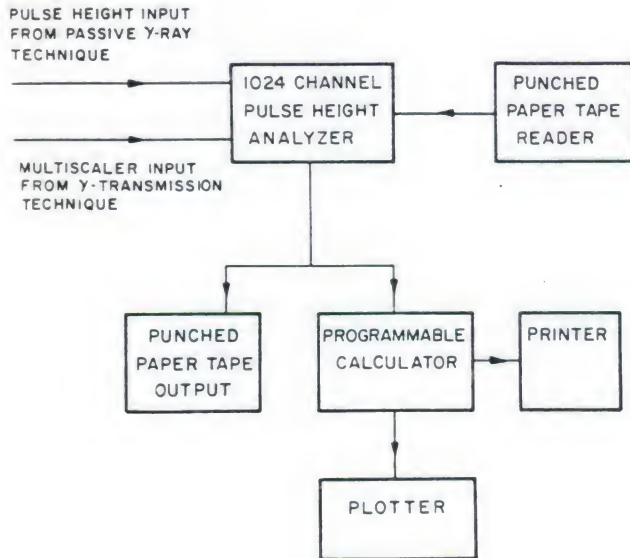 PULSE HEIGHT INPUT
FROM PASSIVE γ-RAY
TECHNIQUE
1024 CHANNEL
PULSE HEIGHT
ANALYZER
PUNCHED
PAPER TAPE
READER
MULTISCALER INPUT
FROM γ-TRANSMISSION
TECHNIQUE
PUNCHED
PAPER TAPE
OUTPUT
PROGRAMMABLE
CALCULATOR
PRINTER
PLOTTER